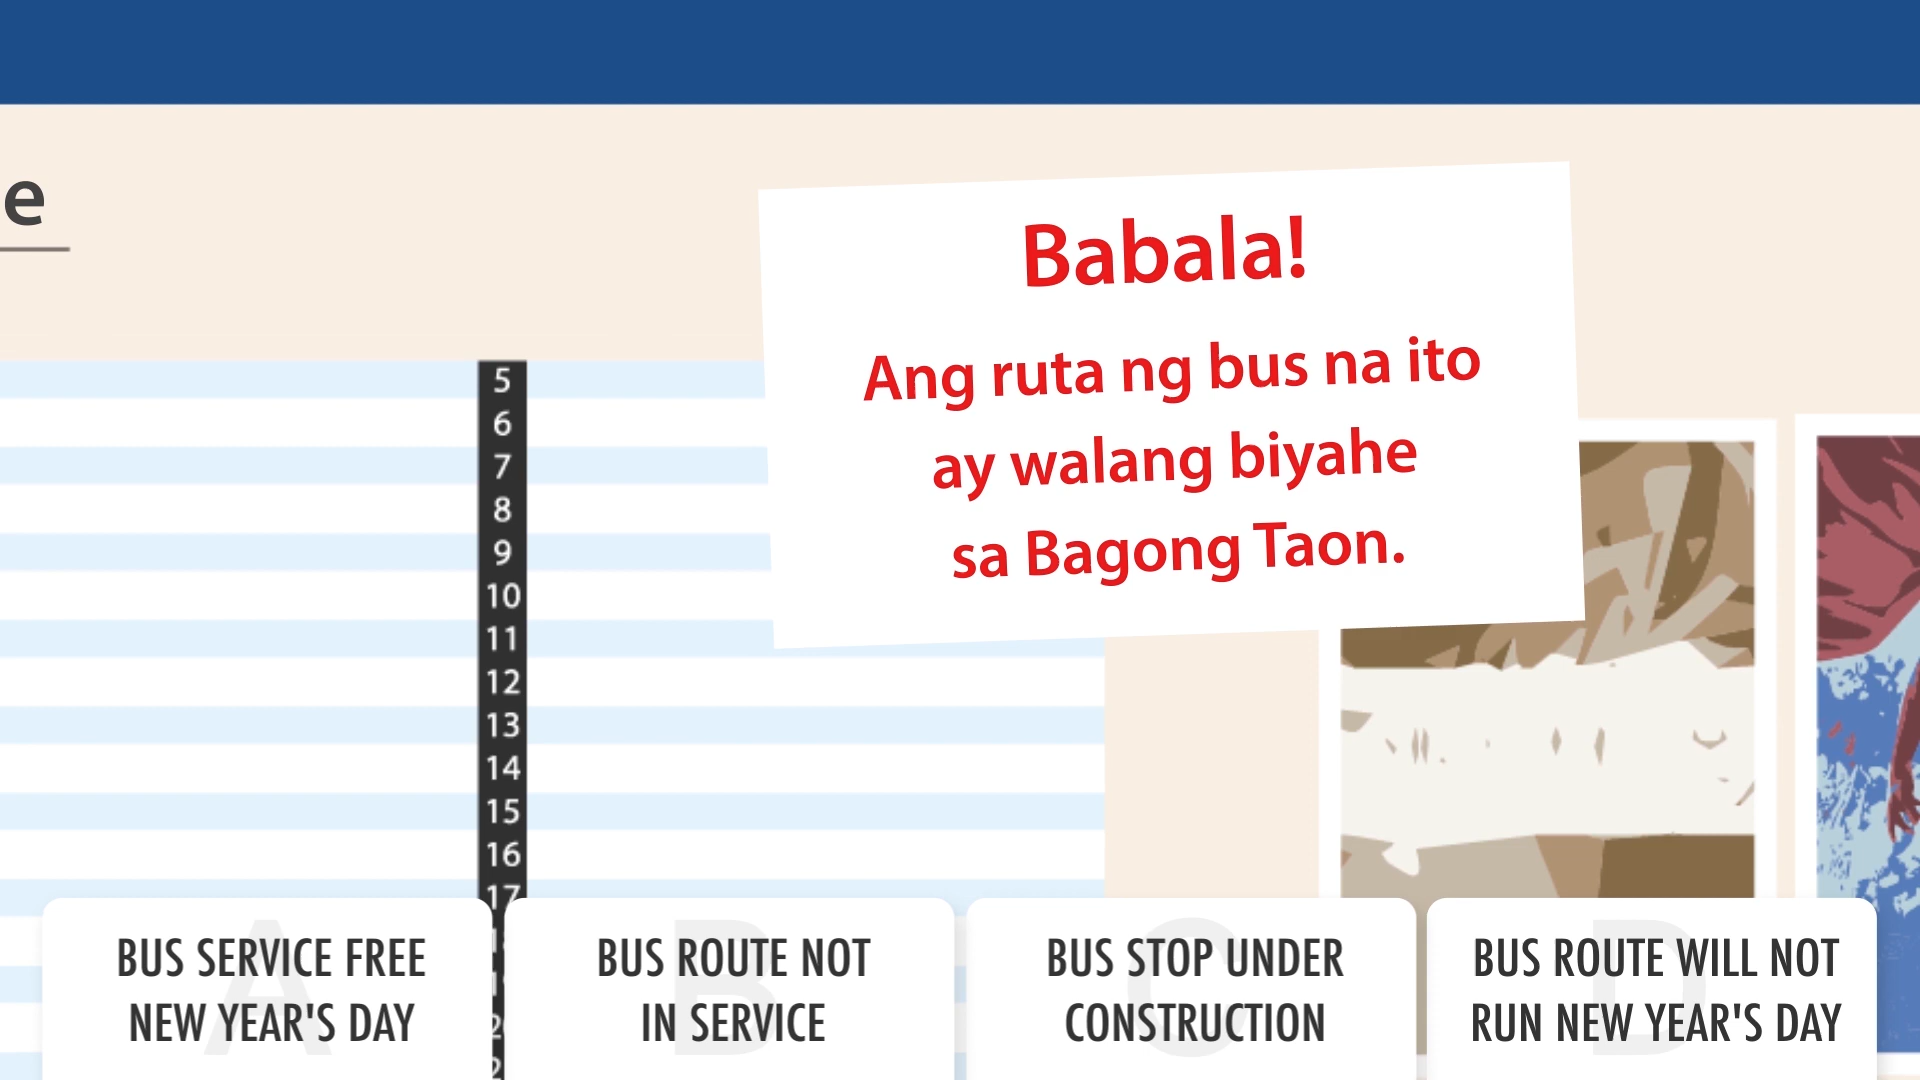 e
Babala!
Ang ruta ng bus na ito
ay walang biyahe
sa Bagong Taon.
5
6
7
8
9
10
11
12
13
14
15
16
17
A
BUS SERVICE FREE
NEW YEAR'S DAY
B
BUS ROUTE NOT
IN SERVICE
C
BUS STOP UNDER
CONSTRUCTION
D
BUS ROUTE WILL NOT
RUN NEW YEAR'S DAY